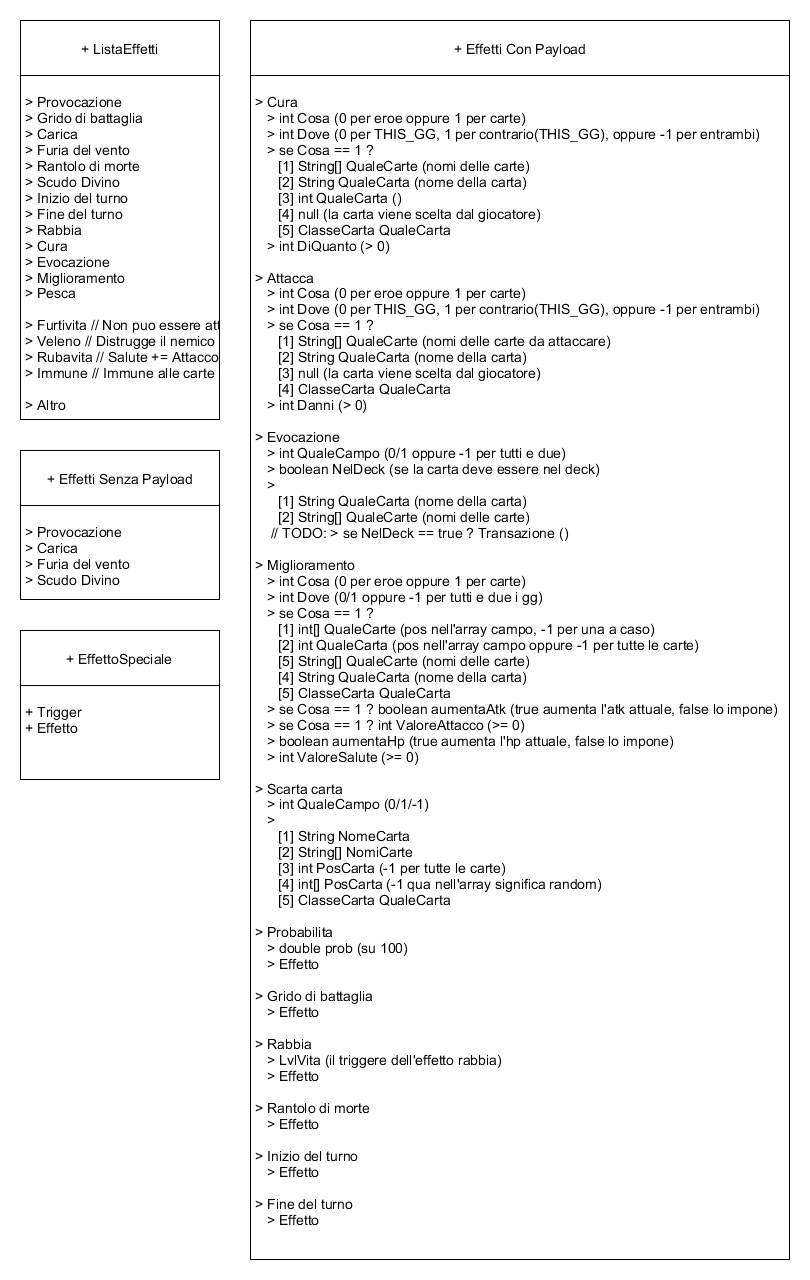 + ListaEffetti
> Provocazione
> Grido di battaglia
> Carica
> Furia del vento
> Rantolo di morte
> Scudo Divino
> Inizio del turno
> Fine del turno
> Rabbia
> Cura
> Evocazione
> Miglioramento
> Pesca
> Furtivita // Non puo essere att
> Veleno // Distrugge il nemico
> Rubavita // Salute += Attacco
> Immune // Immune alle carte
> Altro
+ Effetti Senza Payload
> Provocazione
> Carica
> Furia del vento
> Scudo Divino
+ EffettoSpeciale
+ Trigger
+ Effetto
+ Effetti Con Payload
> Cura
> int Cosa (0 per eroe oppure 1 per carte)
> int Dove (0 per THIS_GG, 1 per contrario(THIS_GG), oppure -1 per entrambi)
> se Cosa == 1 ?
[1] String[] QualeCarte (nomi delle carte)
[2] String QualeCarta (nome della carta)
[3] int QualeCarta ()
[4] null (la carta viene scelta dal giocatore)
[5] ClasseCarta QualeCarta
> int DiQuanto (> 0)
> Attacca
> int Cosa (0 per eroe oppure 1 per carte)
> int Dove (0 per THIS_GG, 1 per contrario(THIS_GG), oppure -1 per entrambi)
> se Cosa == 1 ?
[1] String[] QualeCarte (nomi delle carte da attaccare)
[2] String QualeCarta (nome della carta)
[3] null (la carta viene scelta dal giocatore)
[4] ClasseCarta QualeCarta
> int Danni (> 0)
> Evocazione
> int QualeCampo (0/1 oppure -1 per tutti e due)
> boolean NelDeck (se la carta deve essere nel deck)
>
[1] String QualeCarta (nome della carta)
[2] String[] QualeCarte (nomi delle carte)
// TODO: > se NelDeck == true ? Transazione ()
> Miglioramento
> int Cosa (0 per eroe oppure 1 per carte)
> int Dove (0/1 oppure -1 per tutti e due i gg)
> se Cosa == 1 ?
[1] int[] QualeCarte (pos nell'array campo, -1 per una a caso)
[2] int QualeCarta (pos nell'array campo oppure -1 per tutte le carte)
[5] String[] QualeCarte (nomi delle carte)
[4] String QualeCarta (nome della carta)
[5] ClasseCarta QualeCarta
> se Cosa == 1 ? boolean aumentaAtk (true aumenta l'atk attuale, false lo impone)
> se Cosa == 1 ? int ValoreAttacco (>= 0)
> boolean aumentaHp (true aumenta l'hp attuale, false lo impone)
> int ValoreSalute (>= 0)
> Scarta carta
> int QualeCampo (0/1/-1)
>
[1] String NomeCarta
[2] String[] NomiCarte
[3] int PosCarta (-1 per tutte le carte)
[4] int[] PosCarta (-1 qua nell'array significa random)
[5] ClasseCarta QualeCarta
> Probabilita
> double prob (su 100)
> Effetto
> Grido di battaglia
> Effetto
> Rabbia
> LvlVita (il triggere dell'effetto rabbia)
> Effetto
> Rantolo di morte
> Effetto
> Inizio del turno
> Effetto
> Fine del turno
> Effetto